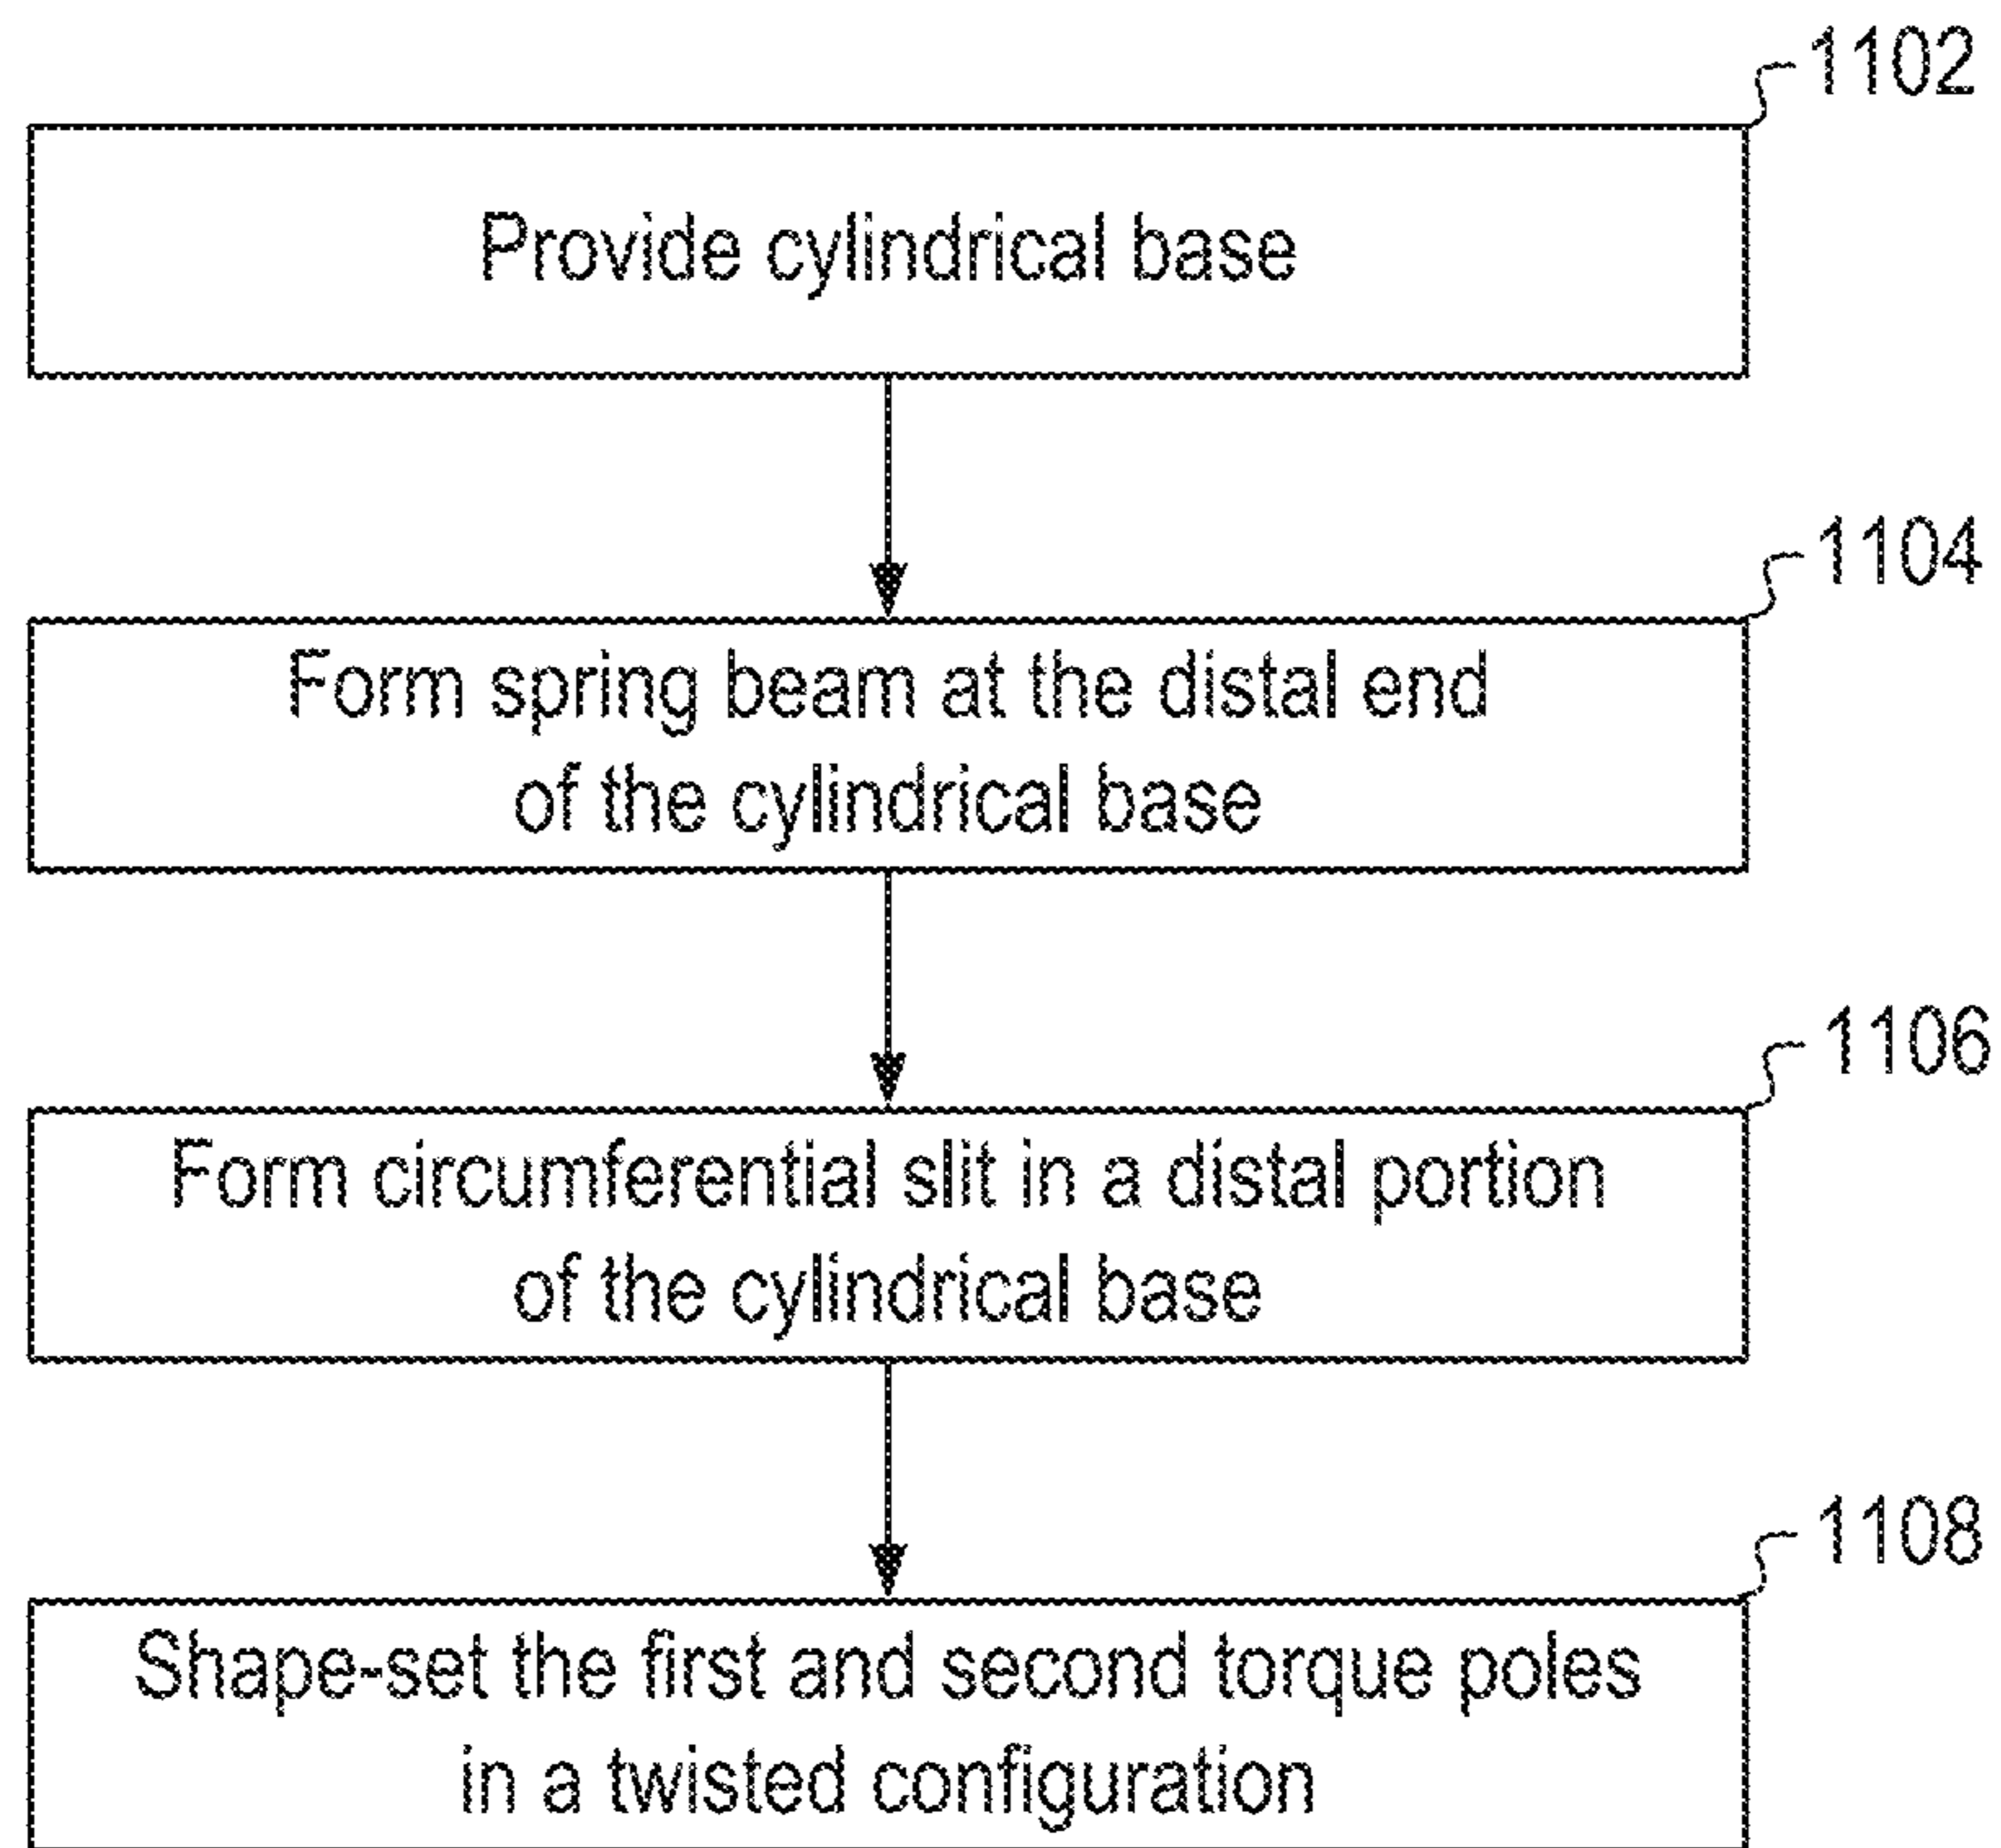 1102
Provide cylindrical base
1104
Form spring beam at the distal end
of the cylindrical base
1106
Form circumferential slit in a distal portion
of the cylindrical base
1108
Shape-set the first and second torque poles
in a twisted configuration